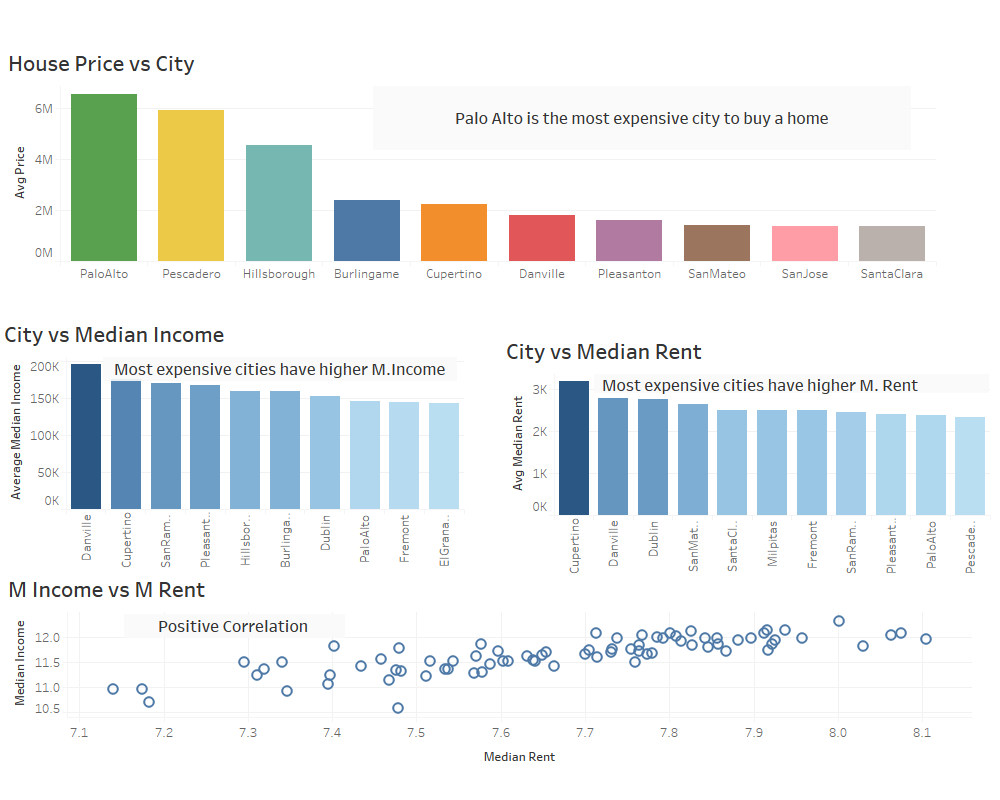 House Price vs City
Palo Alto is the most expensive city to buy a home
Avg Price
6M
4M
2M
0M
PaloAlto Pescadero Hillsborough Burlingame Cupertino Danville Pleasanton SanMateo SanJose SantaClara
City vs Median Income
Most expensive cities have higher M.Income
Average Median Income
200K
150K
100K
50K
0K
Danville
Cupertino
SanRam..
Pleasant..
Hillsbor..
Burlinga..
Dublin
PaloAlto
Fremont
ElGrana..
City vs Median Rent
Most expensive cities have higher M. Rent
Avg Median Rent
3K
2K
1K
0K
Cupertino
Danville
Dublin
SanMat..
SantaCl..
Milpitas
Fremont
SanRam..
Pleasant..
PaloAlto
Pescade..
M Income vs M Rent
Positive Correlation
Median Income
12.0
11.5
11.0
10.5
7.1 7.2 7.3 7.4 7.5 7.6 7.7 7.8 7.9 8.0 8.1
Median Rent